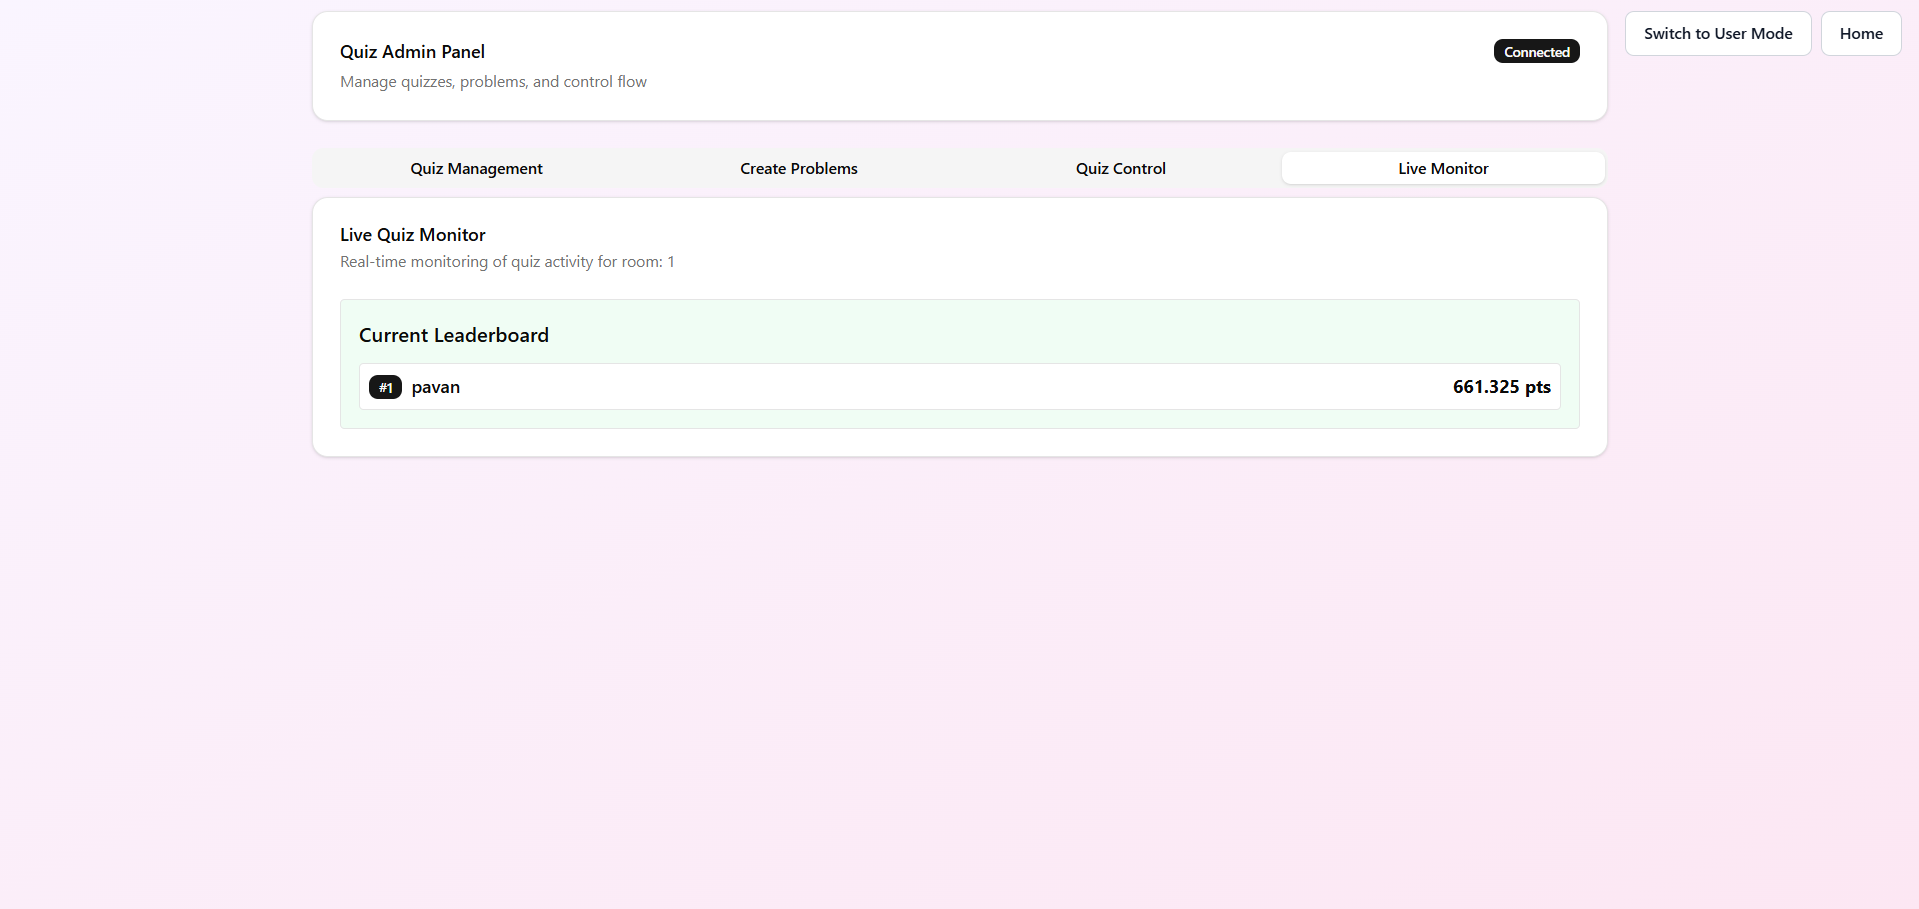 Quiz Admin Panel
Manage quizzes, problems, and control flow
Connected
Switch to User Mode
Home
Quiz Management
Create Problems
Quiz Control
Live Monitor
Live Quiz Monitor
Real-time monitoring of quiz activity for room: 1
Current Leaderboard
#1 pavan 661.325 pts